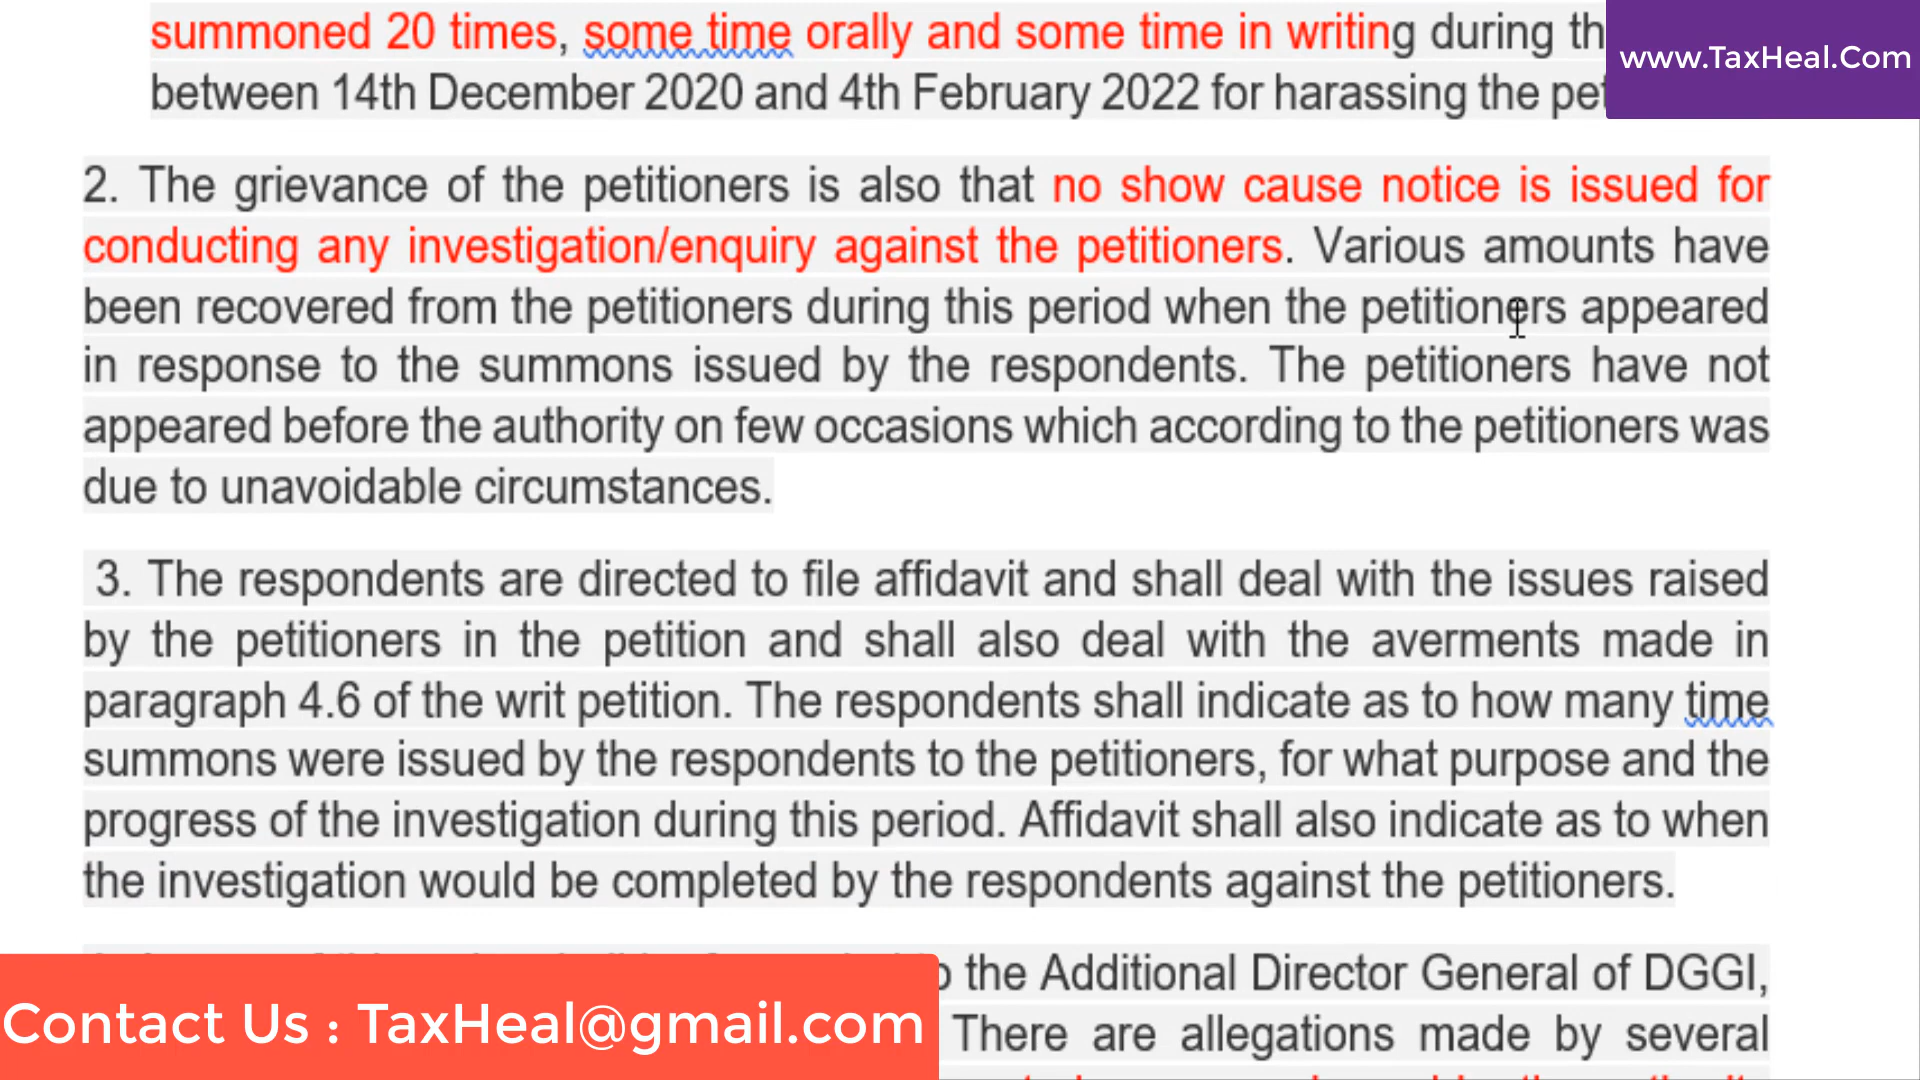 summoned 20 times, some time orally and some time in writing during
www.TaxHeal.Com
between 14th December 2020 and 4th February 2022 for harassing the
2. The grievance of the petitioners is also that no show cause notice is issued for
conducting any investigation/enquiry against the petitioners. Various amounts have
been recovered from the petitioners during this period when the petitioners appeared
in response to the summons issued by the respondents. The petitioners have not
appeared before the authority on few occasions which according to the petitioners was
due to unavoidable circumstances.
3. The respondents are directed to file affidavit and shall deal with the issues raised
by the petitioners in the petition and shall also deal with the averments made in
paragraph 4.6 of the writ petition. The respondents shall indicate as to how many time
summons were issued by the respondents to the petitioners, for what purpose and the
progress of the investigation during this period. Affidavit shall also indicate as to when
the investigation would be completed by the respondents against the petitioners.
the Additional Director General of DGGI,
Contact Us : TaxHeal@gmail.com
There are allegations made by several